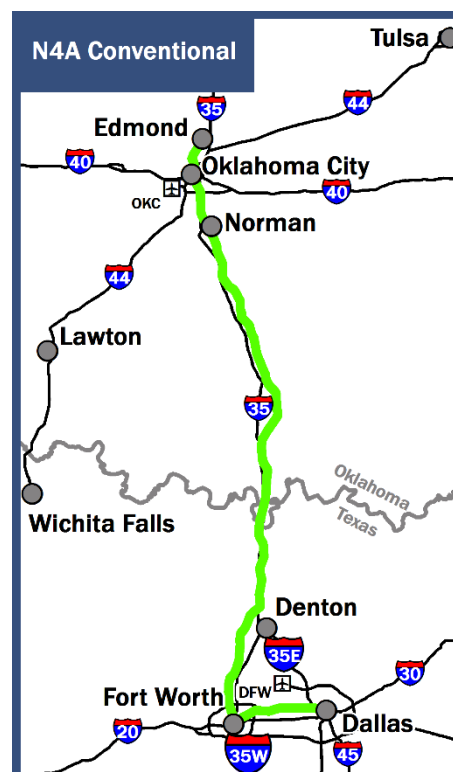 N4A Conventional
Tulsa
35
44
Edmond
40
Oklahoma City
40
OKC
Norman
44
Lawton
35
Oklahoma
Texas
Wichita Falls
Denton
35E
30
DFW
Fort Worth
Dallas
20
35W
45